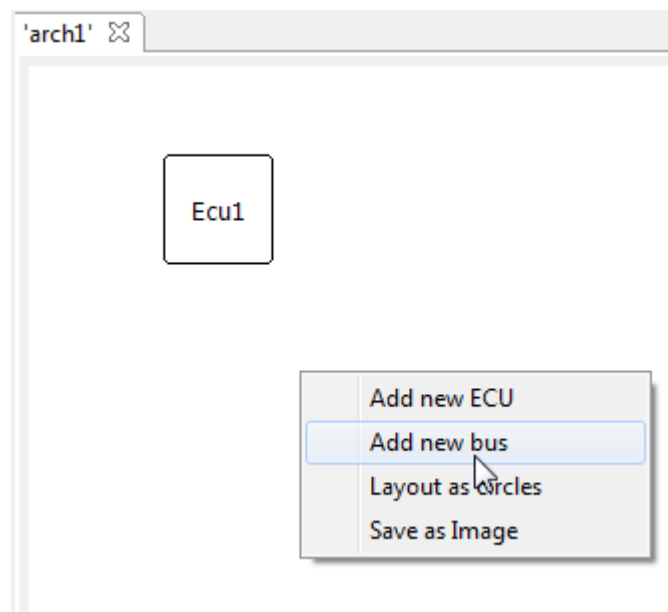 'arch1'
Ecu1
Add new ECU
Add new bus
Layout as circles
Save as Image